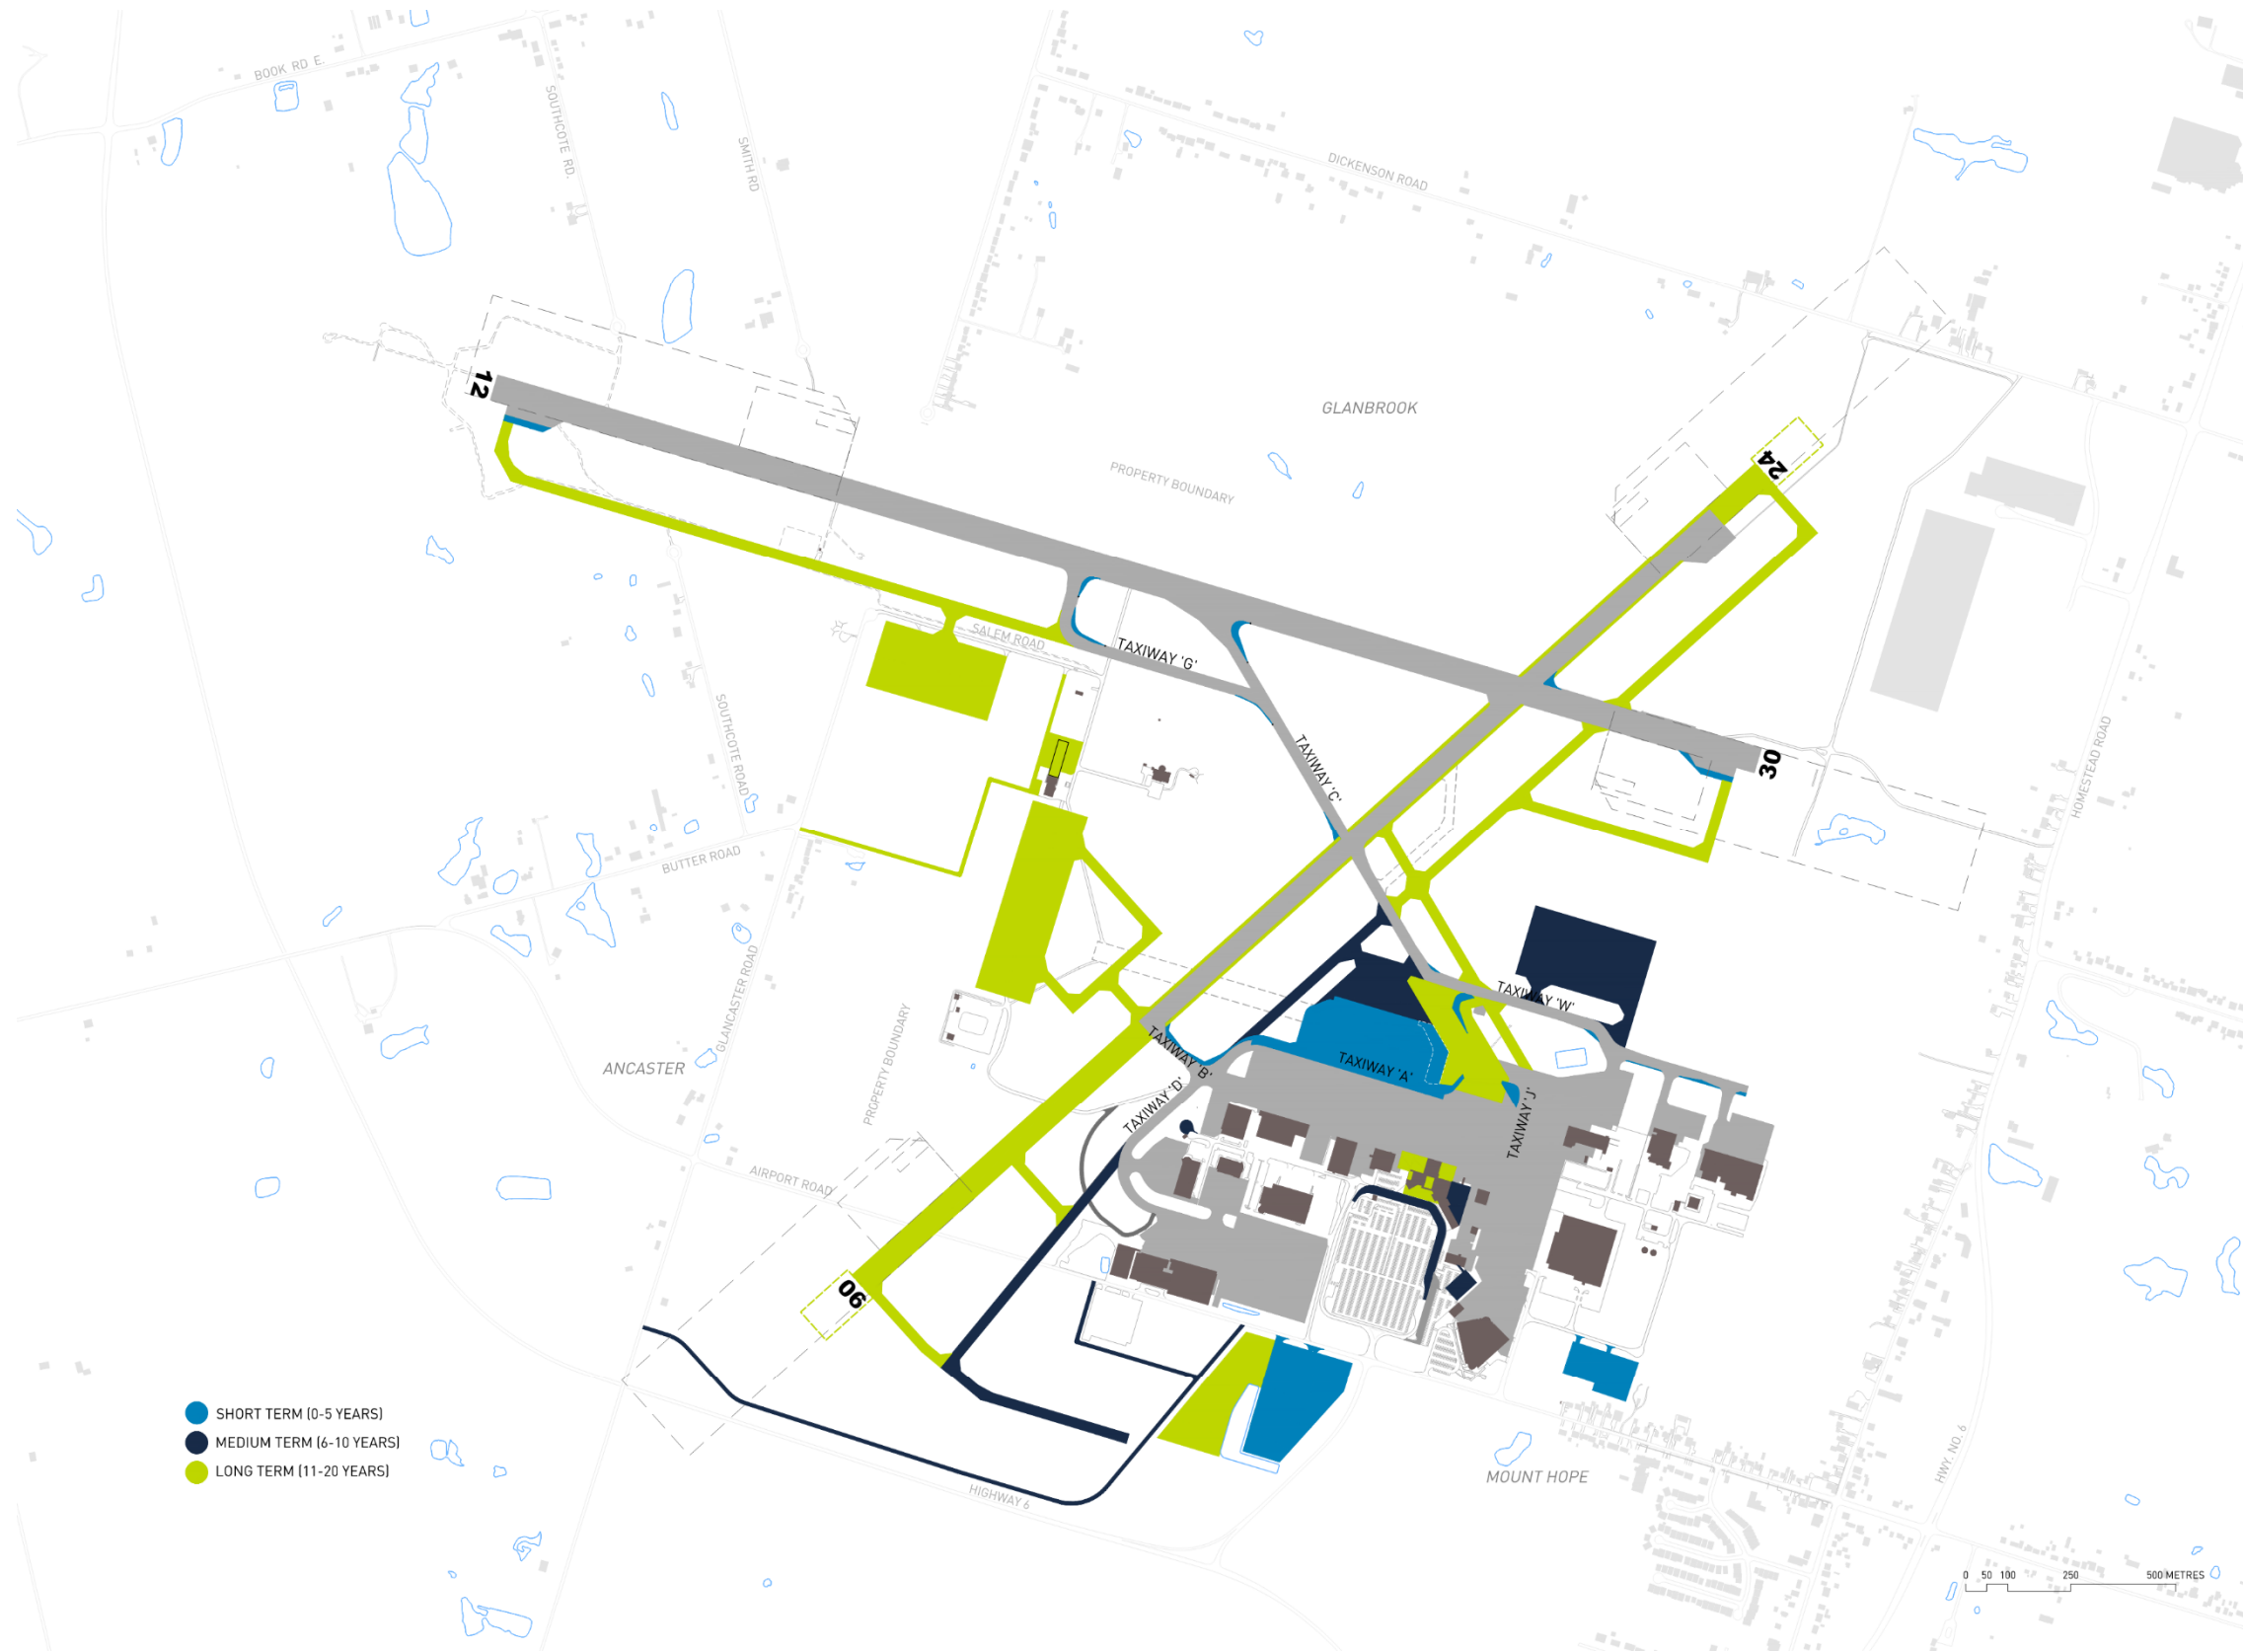 BOOK RD E.
SOUTHCOTE RD.
SMITH RD
DICKENSON ROAD
12
GLANBROOK
24
PROPERTY BOUNDARY
SALEM ROAD
TAXIWAY 'G'
TAXIWAY 'C'
30
HOMESTEAD ROAD
SOUTHCOTE ROAD
BUTTER ROAD
GLANCASTER ROAD
TAXIWAY 'W'
PROPERTY BOUNDARY
ANCASTER
TAXIWAY 'B'
TAXIWAY 'A'
TAXIWAY 'D'
TAXIWAY 'J'
AIRPORT ROAD
06
SHORT TERM (0-5 YEARS)
MEDIUM TERM (6-10 YEARS)
LONG TERM (11-20 YEARS)
HIGHWAY 6
MOUNT HOPE
HWY. NO. 6
0 50 100 250 500 METRES